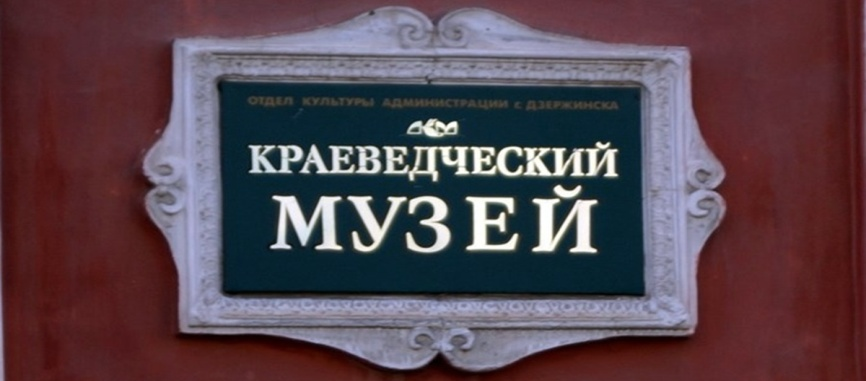 ОТДЕЛ КУЛЬТУРЫ АДМИНИСТРАЦИИ г. ДЗЕРЖИНСКА
КРАЕВЕДЧЕСКИЙ
МУЗЕЙ